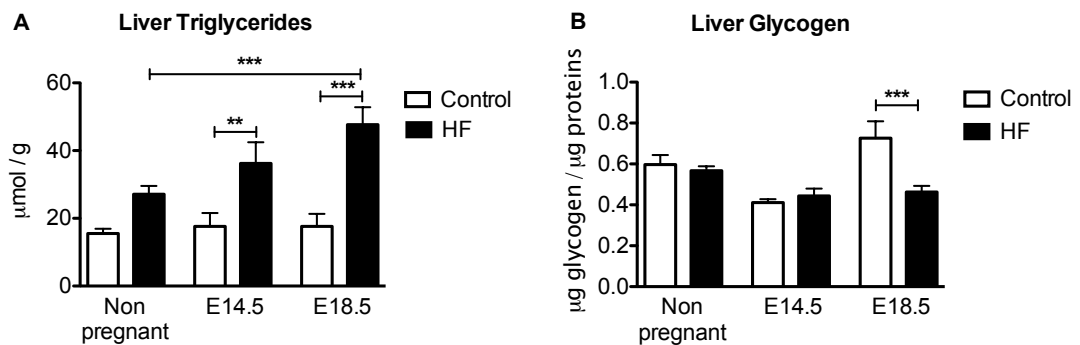 A
Liver Triglycerides
***
***
**
Control
HF
60
40
20
0
μmol / g
Non
pregnant
E14.5
E18.5
B
Liver Glycogen
***
Control
HF
1.0
0.8
0.6
0.4
0.2
0.0
μg glycogen / μg proteins
Non
pregnant
E14.5
E18.5